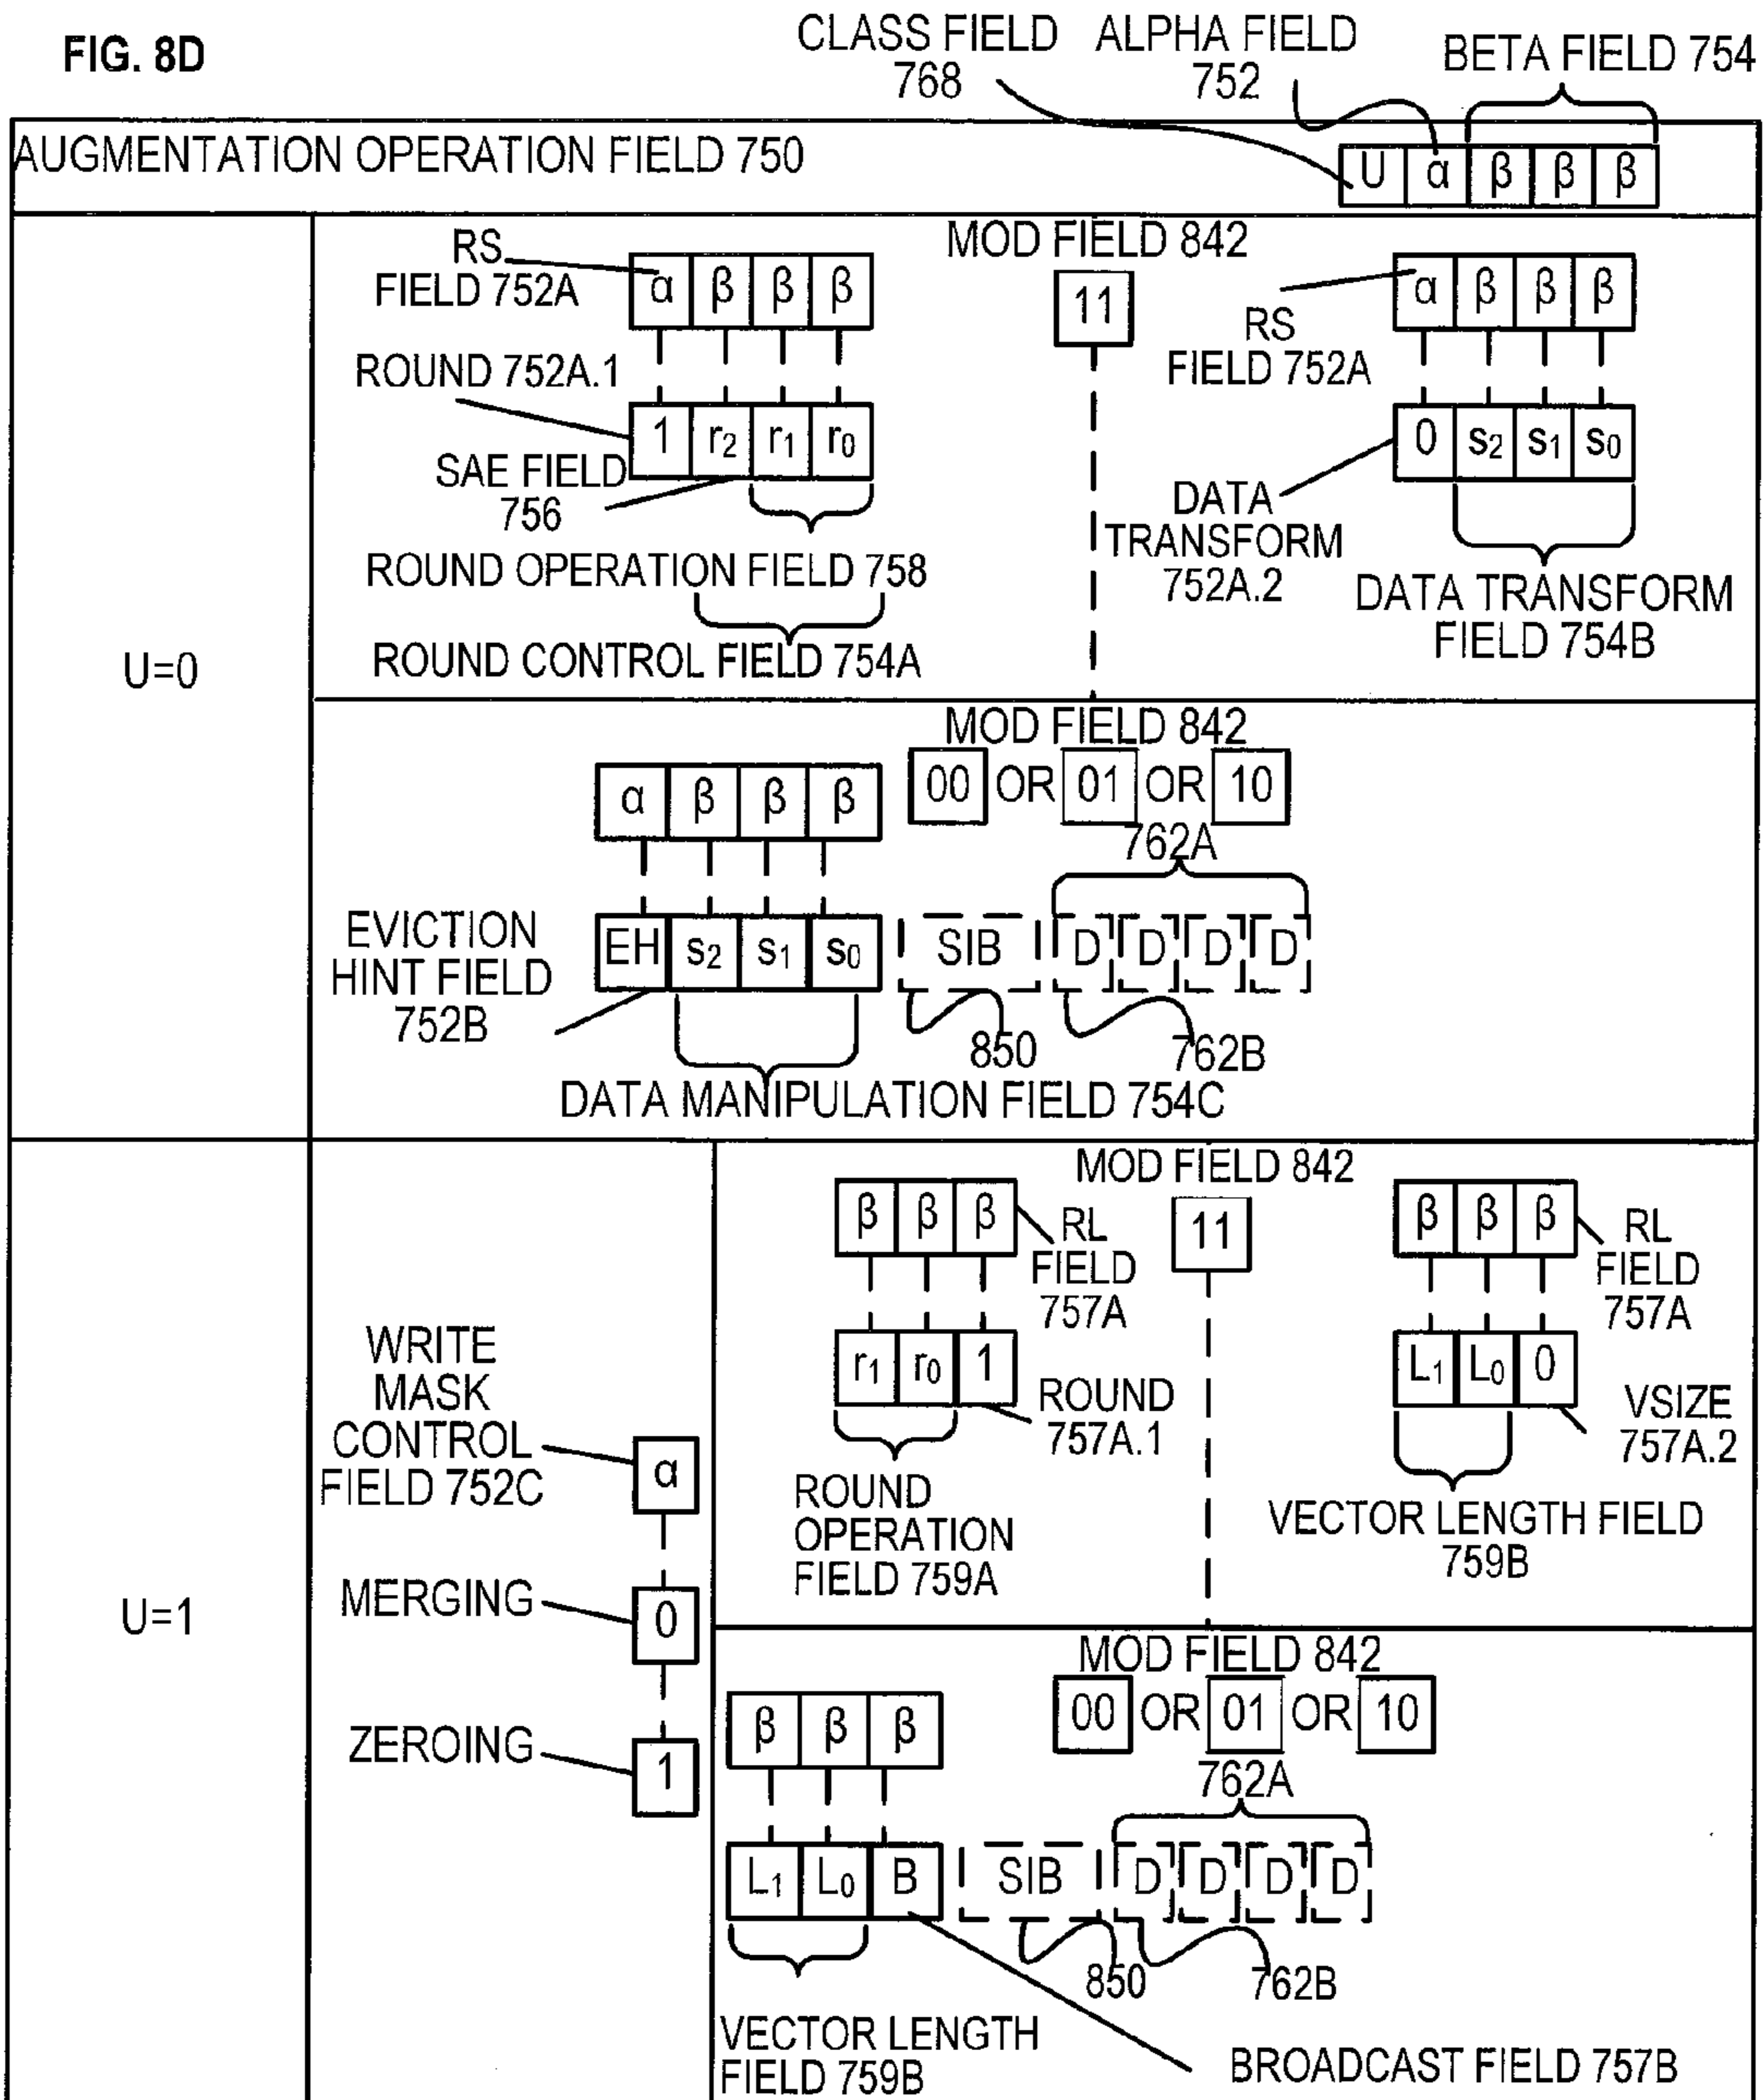 FIG. 8D
CLASS FIELD
768
ALPHA FIELD
752
BETA FIELD 754
AUGMENTATION OPERATION FIELD 750
U α β β β
U=0
MOD FIELD 842
11
RS
FIELD 752A
α β β β
ROUND 752A.1
1 r2 r1 r0
SAE FIELD
756
ROUND OPERATION FIELD 758
ROUND CONTROL FIELD 754A
α β β β
RS
FIELD 752A
0 s2 s1 s0
DATA
TRANSFORM
752A.2
DATA TRANSFORM
FIELD 754B
MOD FIELD 842
00 OR 01 OR 10
α β β β
762A
EVICTION
HINT FIELD
752B
EH s2 s1 s0 SIB D D D D
850
762B
DATA MANIPULATION FIELD 754C
U=1
WRITE
MASK
CONTROL
FIELD 752C
α
MERGING
0
ZEROING
1
MOD FIELD 842
11
β β β
RL
FIELD
757A
r1 r0 1
ROUND
757A.1
ROUND
OPERATION
FIELD 759A
β β β
RL
FIELD
757A
L1 L0 0
VSIZE
757A.2
VECTOR LENGTH FIELD
759B
MOD FIELD 842
00 OR 01 OR 10
β β β
762A
L1 L0 B SIB D D D D
850
762B
VECTOR LENGTH
FIELD 759B
BROADCAST FIELD 757B